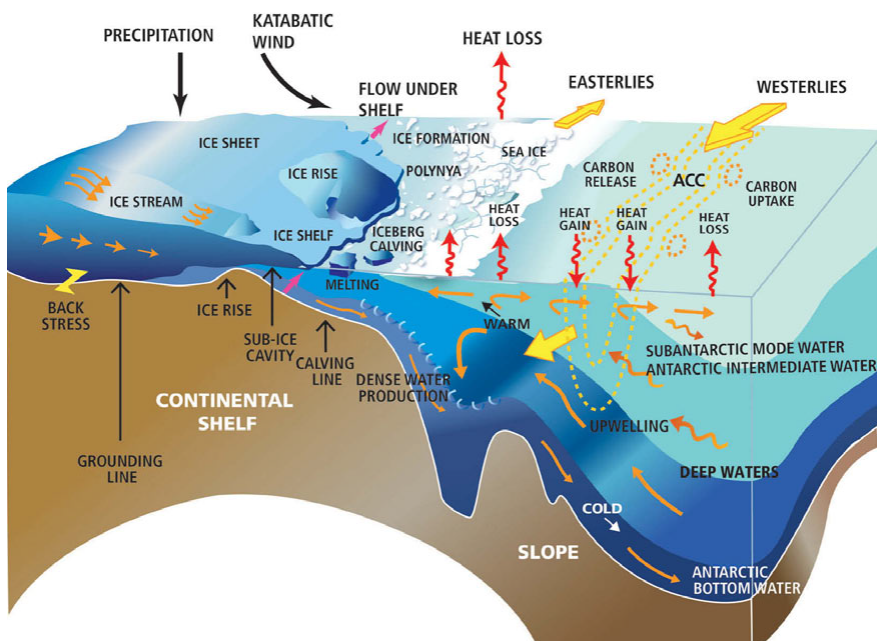 PRECIPITATION
KATABATIC
WIND
HEAT LOSS
EASTERLIES
WESTERLIES
FLOW UNDER
SHELF
ICE SHEET
ICE FORMATION
SEA ICE
POLYNYA
ICE RISE
CARBON
RELEASE
ACC
CARBON
UPTAKE
ICE STREAM
ICE SHELF
ICEBERG
CALVING
HEAT
LOSS
HEAT
GAIN
HEAT
GAIN
HEAT
LOSS
MELTING
BACK
STRESS
ICE RISE
SUB-ICE
CAVITY
CALVING
LINE
WARM
DENSE WATER
PRODUCTION
SUBANTARCTIC MODE WATER
ANTARCTIC INTERMEDIATE WATER
CONTINENTAL
SHELF
UPWELLING
GROUNDING
LINE
DEEP WATERS
COLD
SLOPE
ANTARCTIC
BOTTOM WATER